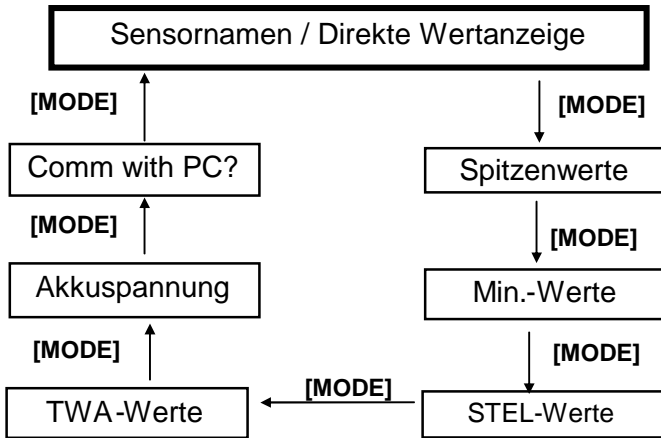 Sensornamen / Direkte Wertanzeige
[MODE]
[MODE]
Comm with PC?
Spitzenwerte
[MODE]
[MODE]
Akkuspannung
Min.-Werte
[MODE]
[MODE]
[MODE]
TWA-Werte
STEL-Werte